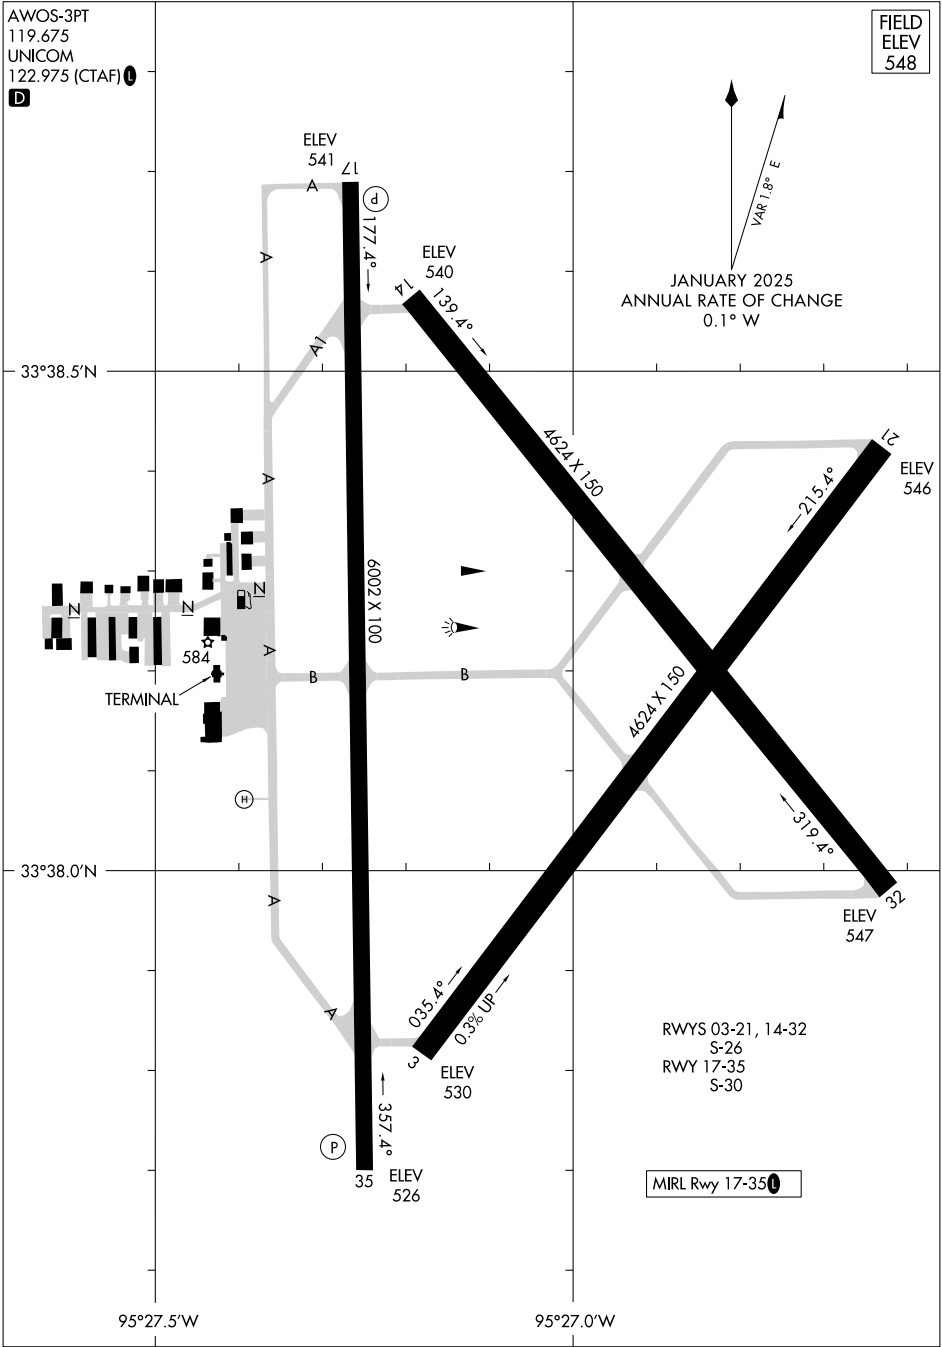 AWOS-3PT
119.675
UNICOM
122.975 (CTAF) L
D
FIELD
ELEV
548
VAR 1.8° E
JANUARY 2025
ANNUAL RATE OF CHANGE
0.1° W
ELEV
541
17
A
P
177.4°
A
ELEV
540
14
139.4°
A1
33°38.5'N
4624 X 150
21
ELEV
546
215.4°
A
6002 X 100
N
N
N
584
A
TERMINAL
B
B
4624 X 150
H
319.4°
33°38.0'N
A
32
ELEV
547
035.4°
0.3% UP
A
3
ELEV
530
RWYS 03-21, 14-32
S-26
RWY 17-35
S-30
357.4°
P
35
ELEV
526
MIRL Rwy 17-35 L
95°27.5'W
95°27.0'W